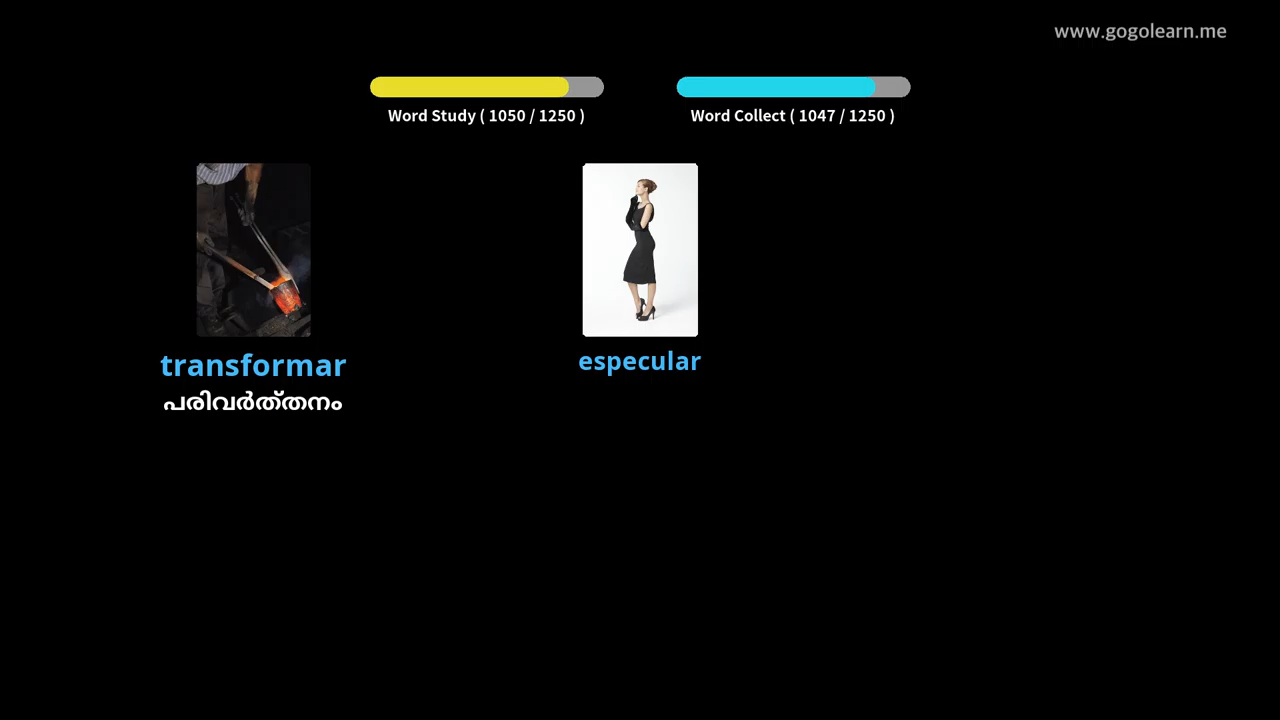 www.gogolearn.me
Word Study ( 1050 / 1250 )
Word Collect ( 1047 / 1250 )
transformar
especular
പരിവർത്തനം